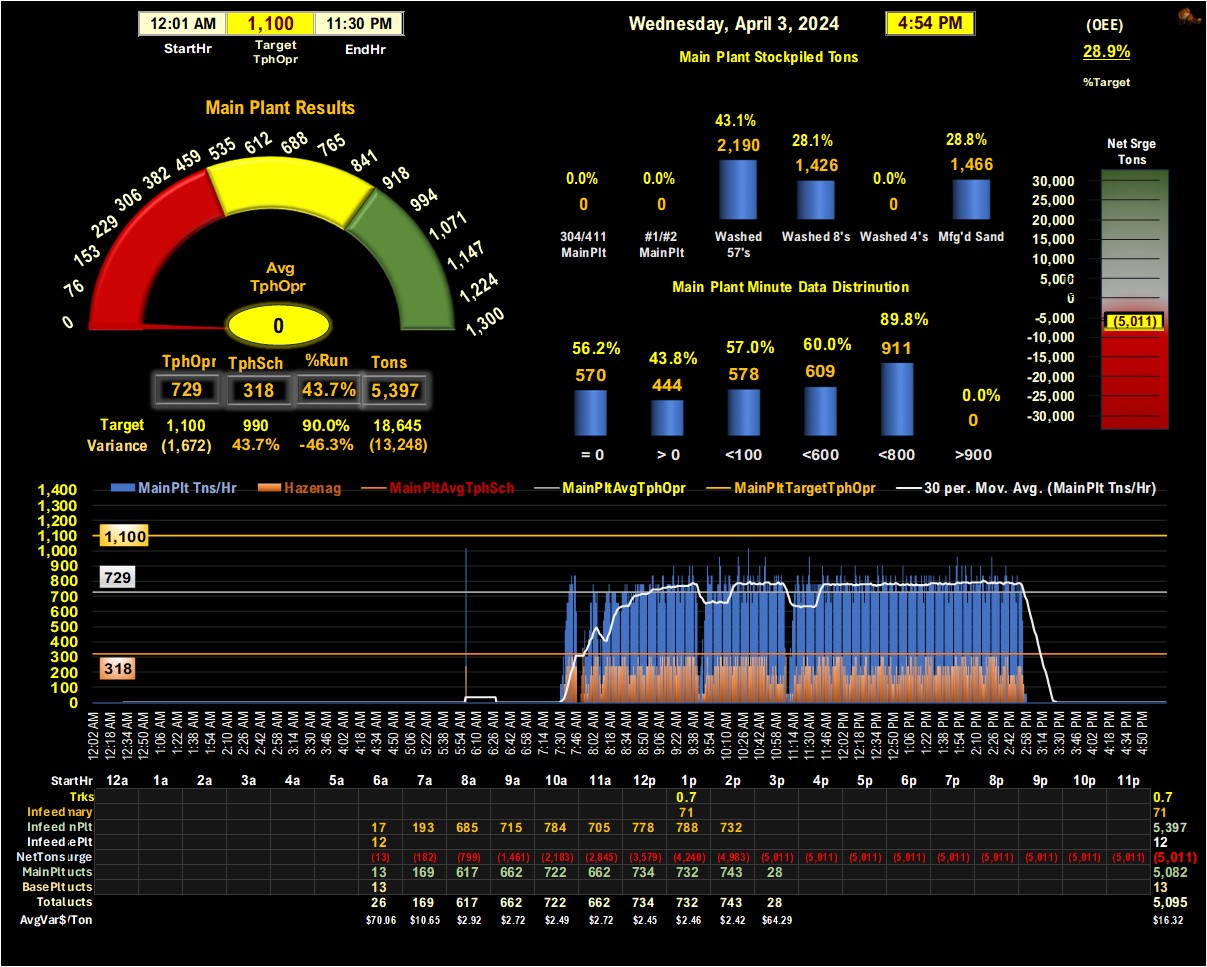 12:01 AM 1,100 11:30 PM
StartHr Target TphOpr EndHr
Wednesday, April 3, 2024 4:54 PM
Main Plant Stockpiled Tons
(OEE)
28.9%
%Target
Main Plant Results
0 76 153 229 306 382 459 535 612 688 765 841 918 994 1,071 1,147 1,224 1,300
Avg
TphOpr
0
TphOpr TphSch %Run Tons
729 318 43.7% 5,397
Target 1,100 990 90.0% 18,645
Variance (1,672) 43.7% -46.3% (13,248)
0.0% 0.0% 43.1% 28.1% 0.0% 28.8%
0 0 2,190 1,426 0 1,466
304/411 MainPlt #1/#2 MainPlt Washed 57's Washed 8's Washed 4's Mfg'd Sand
Main Plant Minute Data Distrinution
56.2% 43.8% 57.0% 60.0% 89.8% 0.0%
570 444 578 609 911 0
= 0 > 0 <100 <600 <800 >900
Net Srge
Tons
30,000
25,000
20,000
15,000
10,000
5,000
0
-5,000
(5,011)
-10,000
-15,000
-20,000
-25,000
-30,000
MainPlt Tns/Hr Hazenag MainPltAvgTphSch MainPltAvgTphOpr MainPltTargetTphOpr 30 per. Mov. Avg. (MainPlt Tns/Hr)
1,400
1,300
1,200
1,100
1,000
900
800
700
600
500
400
300
200
100
0
1,100
729
318
12:02 AM 12:18 AM 12:34 AM 12:50 AM 1:06 AM 1:22 AM 1:38 AM 1:54 AM 2:10 AM 2:26 AM 2:42 AM 2:58 AM 3:14 AM 3:30 AM 3:46 AM 4:02 AM 4:18 AM 4:34 AM 4:50 AM 5:06 AM 5:22 AM 5:38 AM 5:54 AM 6:10 AM 6:26 AM 6:42 AM 6:58 AM 7:14 AM 7:30 AM 7:46 AM 8:02 AM 8:18 AM 8:34 AM 8:50 AM 9:06 AM 9:22 AM 9:38 AM 9:54 AM 10:10 AM 10:26 AM 10:42 AM 10:58 AM 11:14 AM 11:30 AM 11:46 AM 12:02 PM 12:18 PM 12:34 PM 12:50 PM 1:06 PM 1:22 PM 1:38 PM 1:54 PM 2:10 PM 2:26 PM 2:42 PM 2:58 PM 3:14 PM 3:30 PM 3:46 PM 4:02 PM 4:18 PM 4:34 PM 4:50 PM
StartHr 12a 1a 2a 3a 4a 5a 6a 7a 8a 9a 10a 11a 12p 1p 2p 3p 4p 5p 6p 7p 8p 9p 10p 11p
Trks 0.7 0.7
Infeed mary 71 71
Infeed nPlt 17 193 685 715 784 705 778 788 732 5,397
Infeed ePlt 12 12
NetTonsurge (13) (182) (799) (1,461) (2,183) (2,845) (3,579) (4,240) (4,983) (5,011) (5,011) (5,011) (5,011) (5,011) (5,011) (5,011) (5,011) (5,011) (5,011)
MainPlt ucts 13 169 617 662 722 662 734 732 743 28 5,082
BasePlt ucts 13 13
Total ucts 26 169 617 662 722 662 734 732 743 28 5,095
AvgVar$/Ton $70.06 $10.65 $2.92 $2.72 $2.49 $2.72 $2.45 $2.46 $2.42 $64.29 $16.32